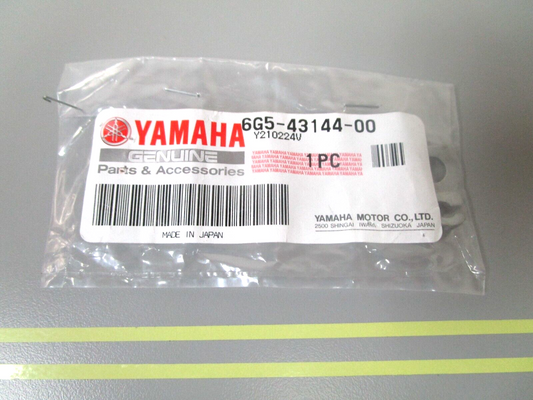 YAMAHA
GENUINE
Parts & Accessories
6G5-43144-00
Y210224V
1PC
MADE IN JAPAN
YAMAHA MOTOR CO., LTD.
2500 SHINGAI IWATA, SHIZUOKA JAPAN